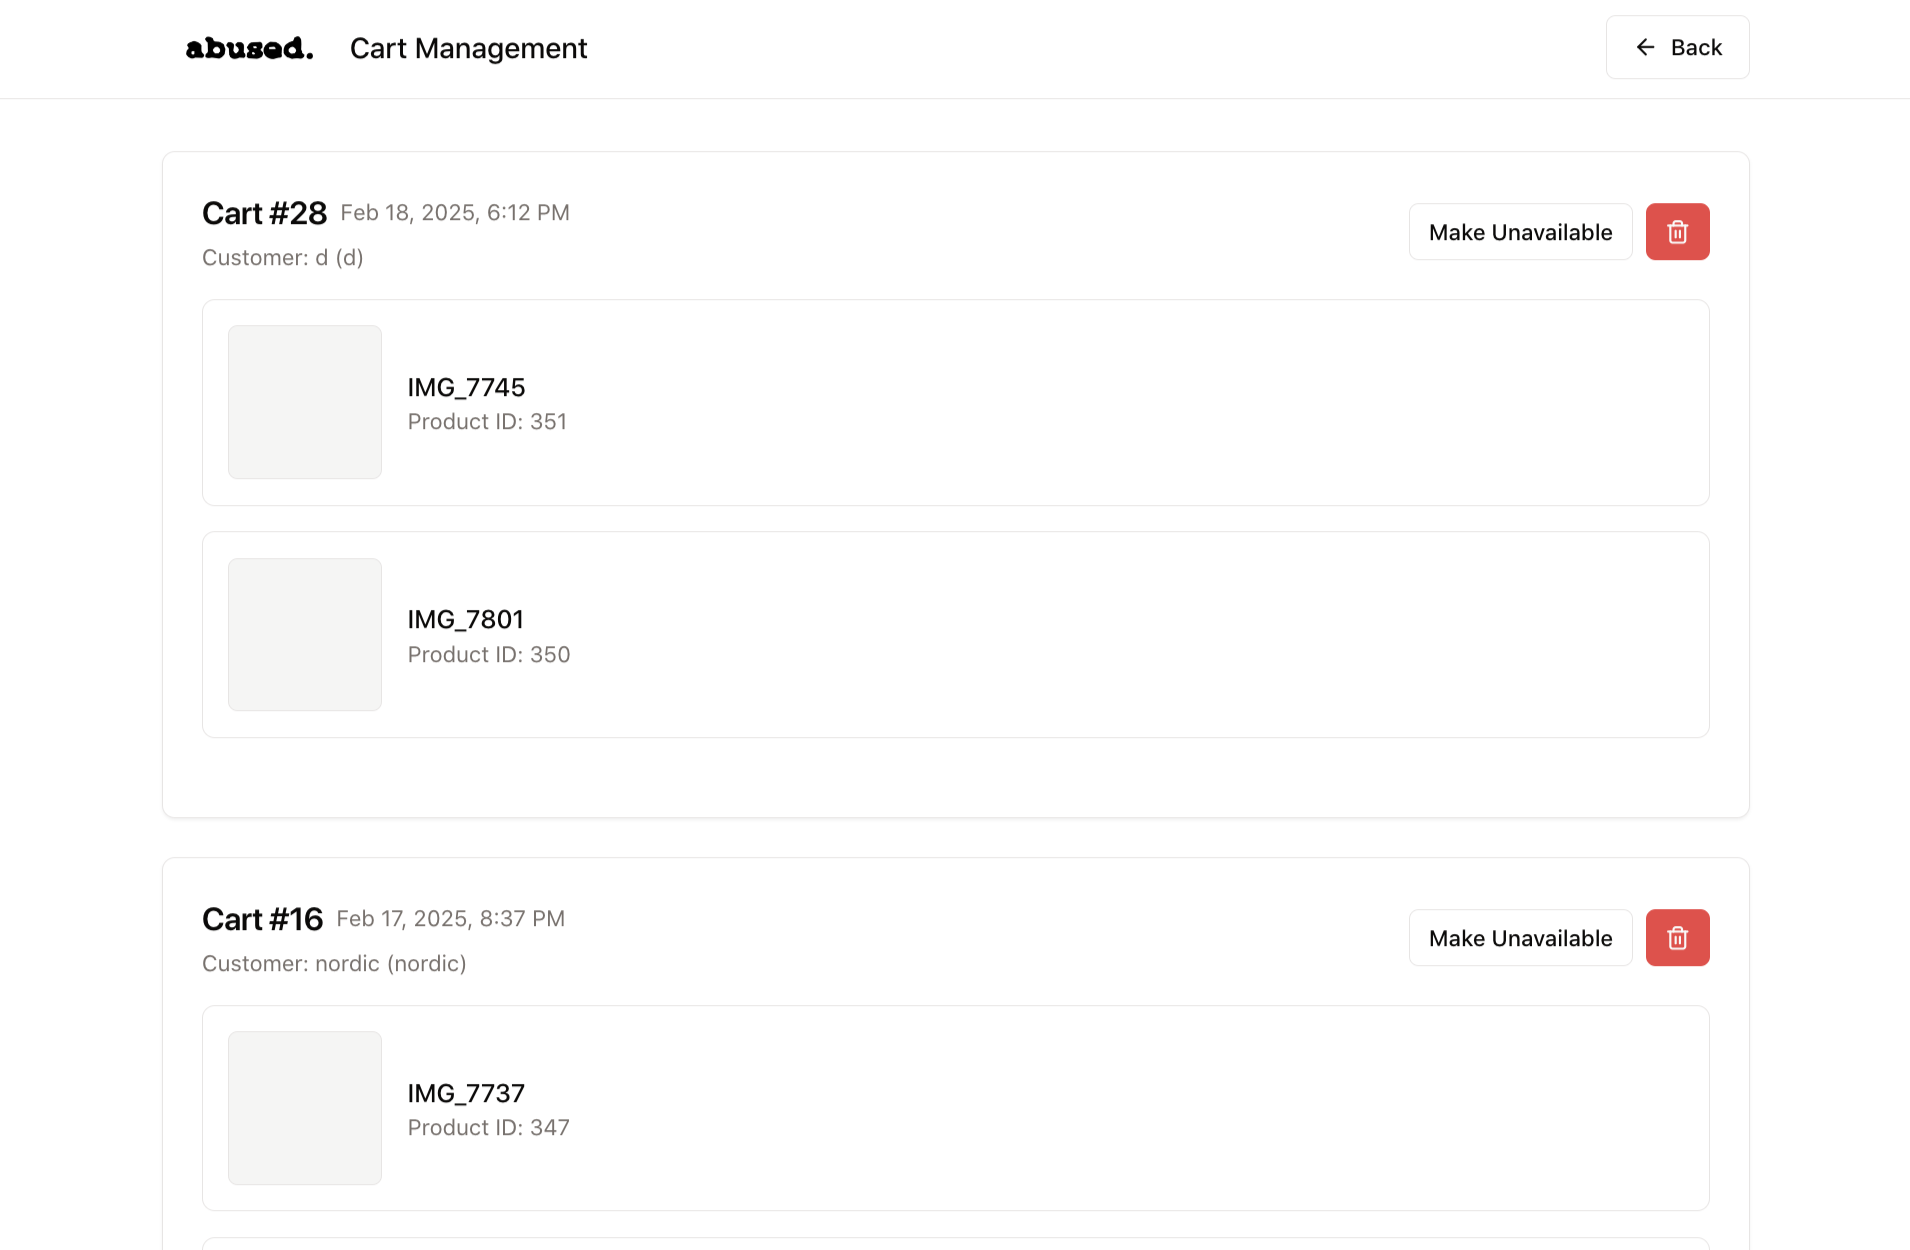 abused.
Cart Management
Back
Cart #28 Feb 18, 2025, 6:12 PM
Customer: d (d)
Make Unavailable
IMG_7745
Product ID: 351
IMG_7801
Product ID: 350
Cart #16 Feb 17, 2025, 8:37 PM
Customer: nordic (nordic)
Make Unavailable
IMG_7737
Product ID: 347